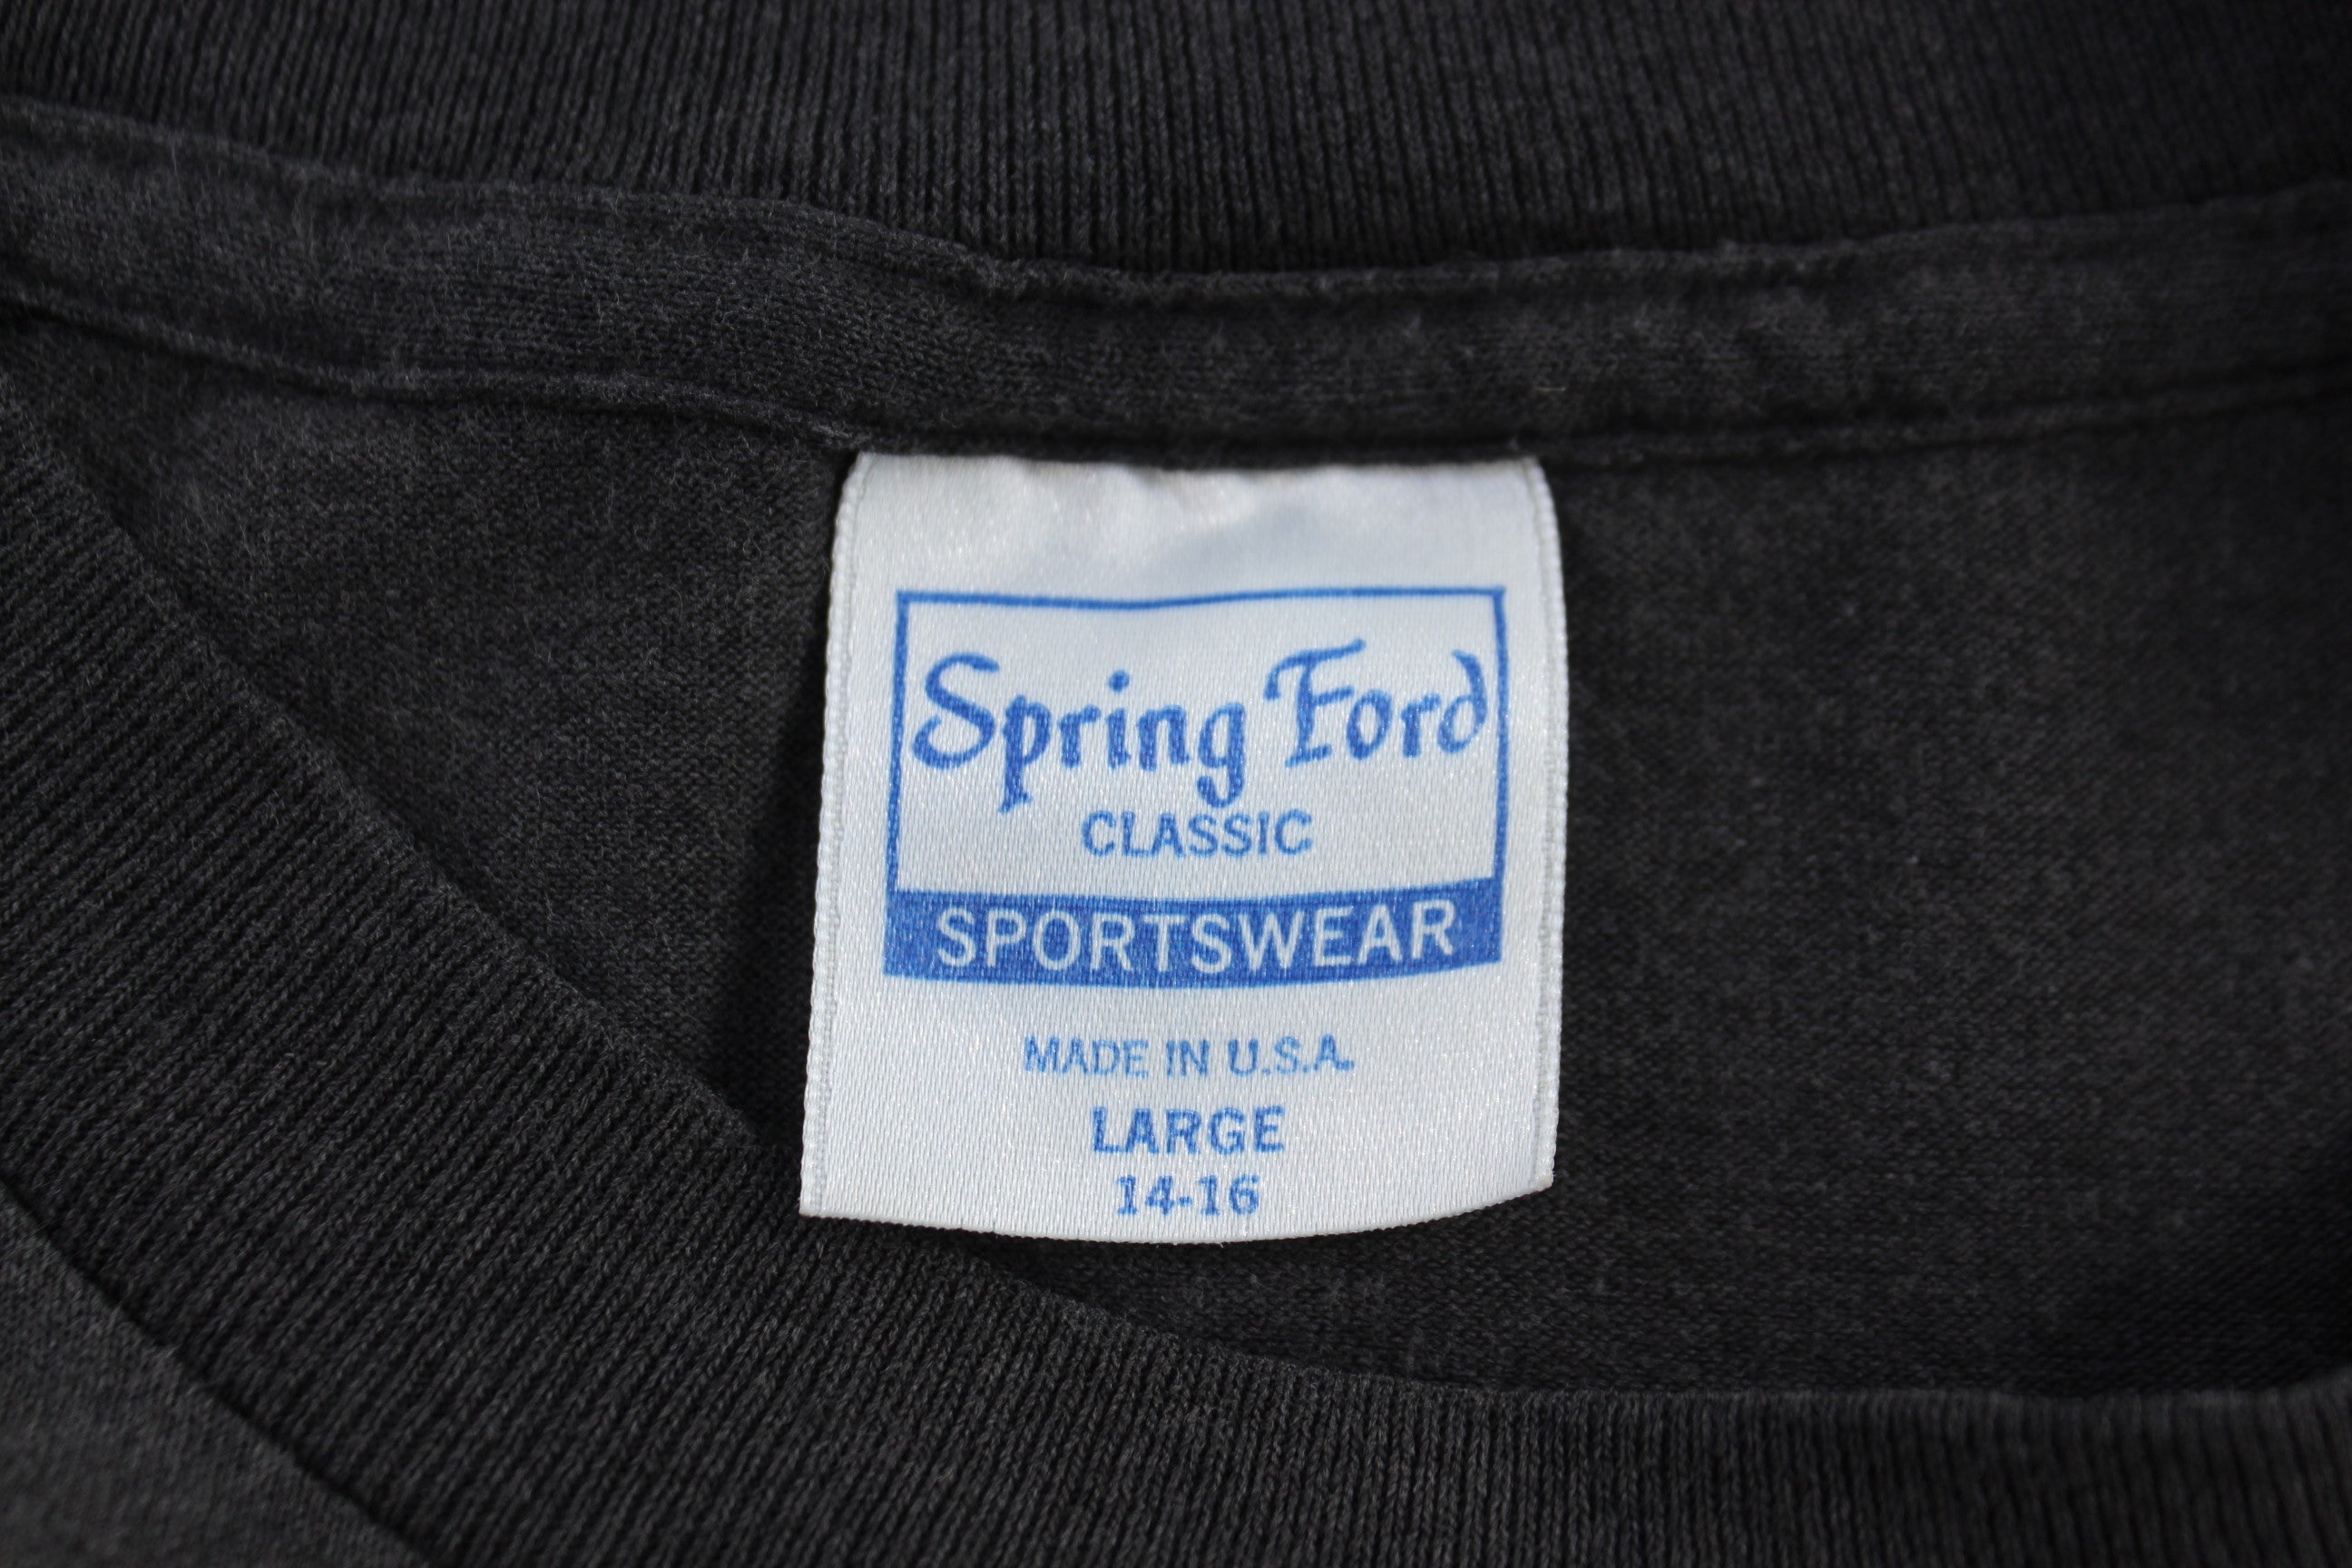 Spring Ford
CLASSIC
SPORTSWEAR
MADE IN U.S.A.
LARGE
14-16